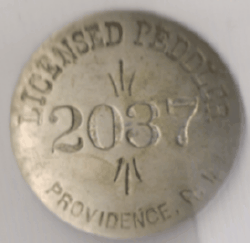 LICENSED PEDDLER
2037
PROVIDENCE, R.I.